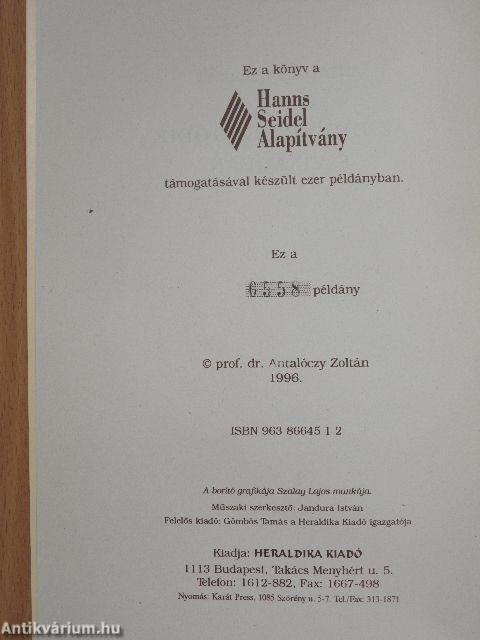 Ez a könyv a
Hanns
Seidel
Alapítvány
támogatásával készült ezer példányban.
Ez a
6558 példány
© prof. dr. Antalóczy Zoltán
1996.
ISBN 963 86645 1 2
A borító grafikája Szalay Lajos munkája.
Műszaki szerkesztő: Jandura István
Felelős kiadó: Gömbös Tamás a Heraldika Kiadó igazgatója
Kiadja: HERALDIKA KIADÓ
1113 Budapest, Takács Menyhért u. 5.
Telefon: 1612-882, Fax: 1667-498
Nyomás: Karát Press, 1085 Szörény u. 5-7. Tel./Fax: 313-1871
Antikvárium.hu